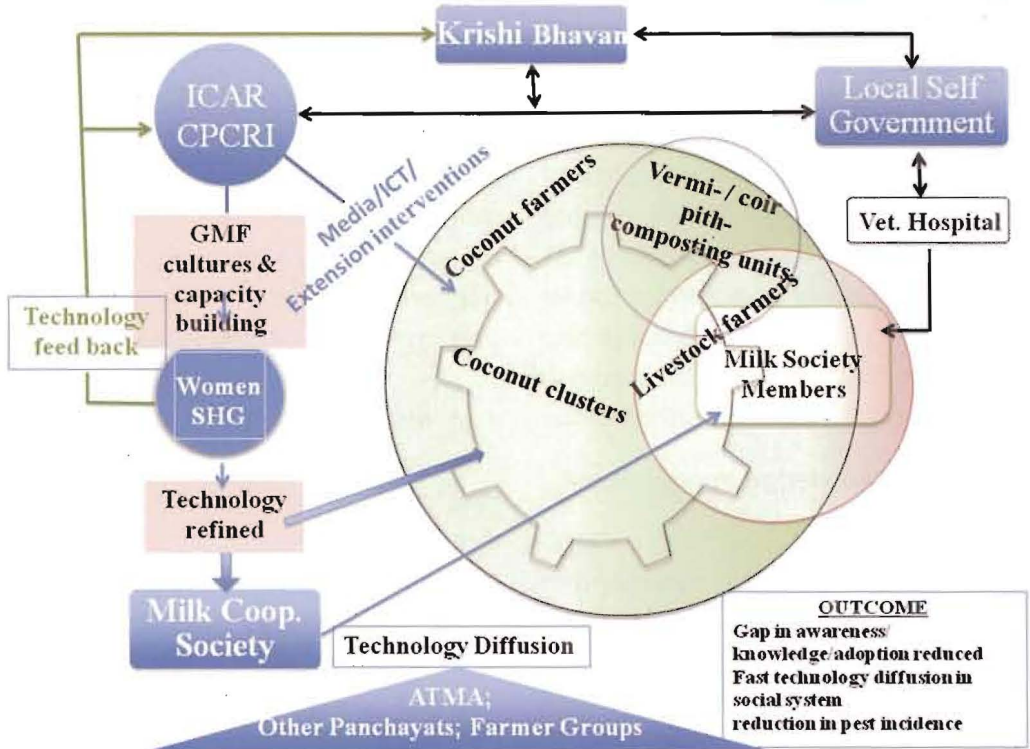 Krishi Bhavan
ICAR
CPCRI
Local Self
Government
Media/ICT/
Extension interventions
Coconut farmers
Vermi-/ coir
pith-
composting units
Vet. Hospital
GMF
cultures &
capacity
building
Technology
feed back
Livestock farmers
Milk Society
Members
Coconut clusters
Women
SHG
Technology
refined
Milk Coop.
Society
Technology Diffusion
ATMA;
Other Panchayats; Farmer Groups
OUTCOME
Gap in awareness/
knowledge/adoption reduced
Fast technology diffusion in
social system
reduction in pest incidence